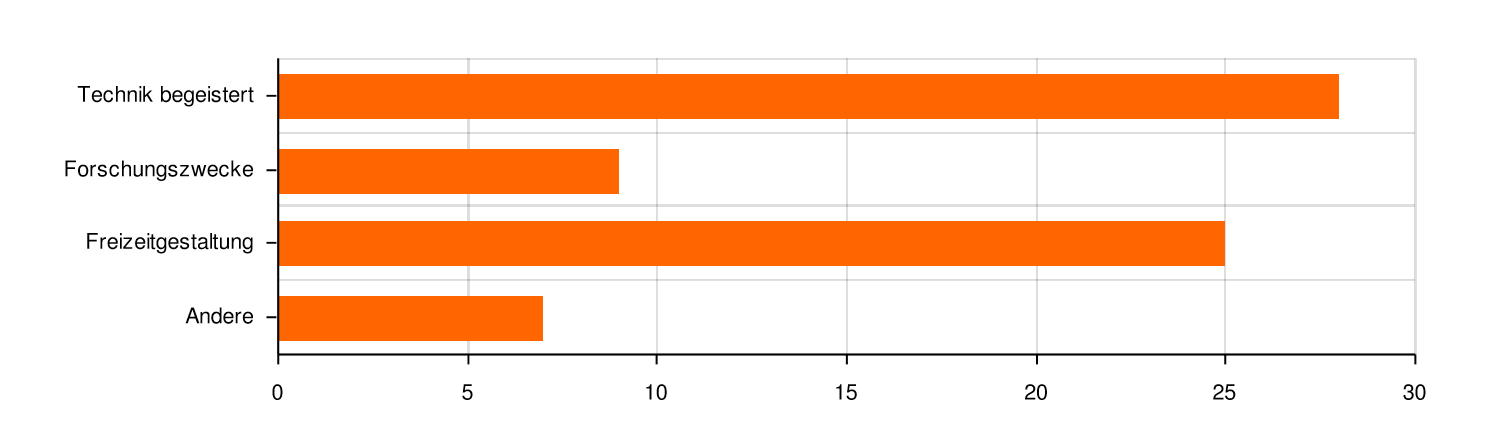 Technik begeistert
Forschungszwecke
Freizeitgestaltung
Andere
0 5 10 15 20 25 30